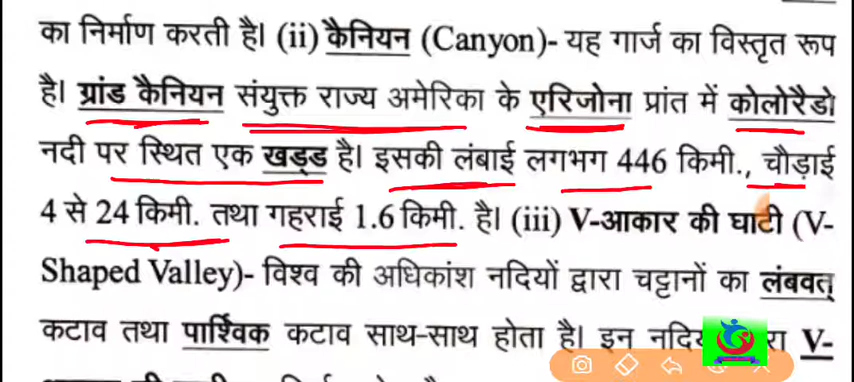 का निर्माण करती है। (ii) कैनियन (Canyon)- यह गार्ज का विस्तृत रूप
है। ग्रांड कैनियन संयुक्त राज्य अमेरिका के एरिजोना प्रांत में कोलोरैडो
नदी पर स्थित एक खड्ड है। इसकी लंबाई लगभग 446 किमी., चौड़ाई
4 से 24 किमी. तथा गहराई 1.6 किमी. है। (iii) V-आकार की घाटी (V-
Shaped Valley)- विश्व की अधिकांश नदियों द्वारा चट्टानों का लंबवत्
कटाव तथा पार्श्विक कटाव साथ-साथ होता है। इन V-